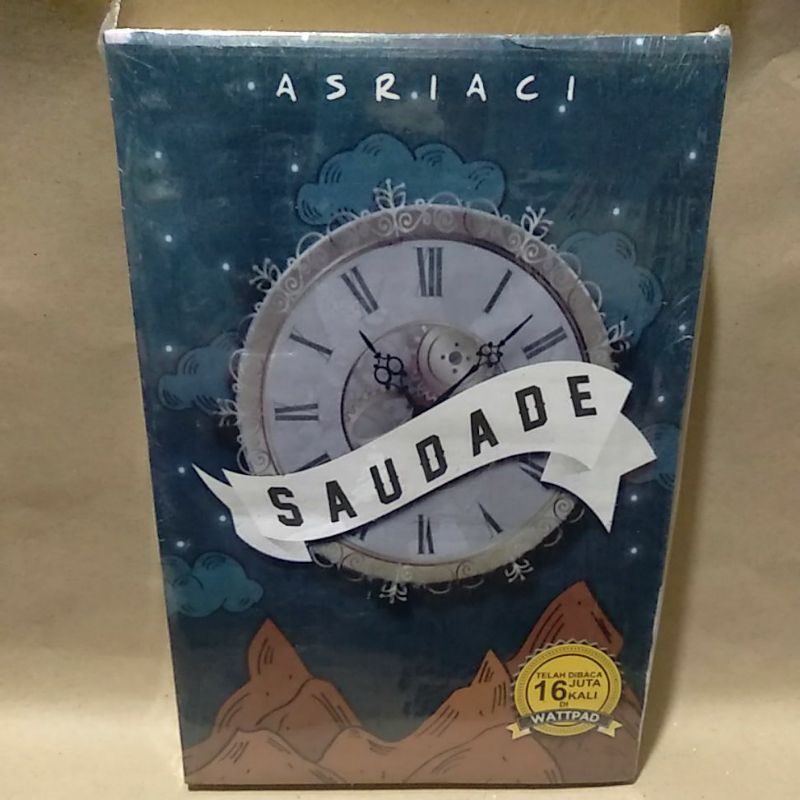 ASRIACI
SAUDADE
TELAH DIBACA
16 JUTA
KALI
DI
WATTPAD